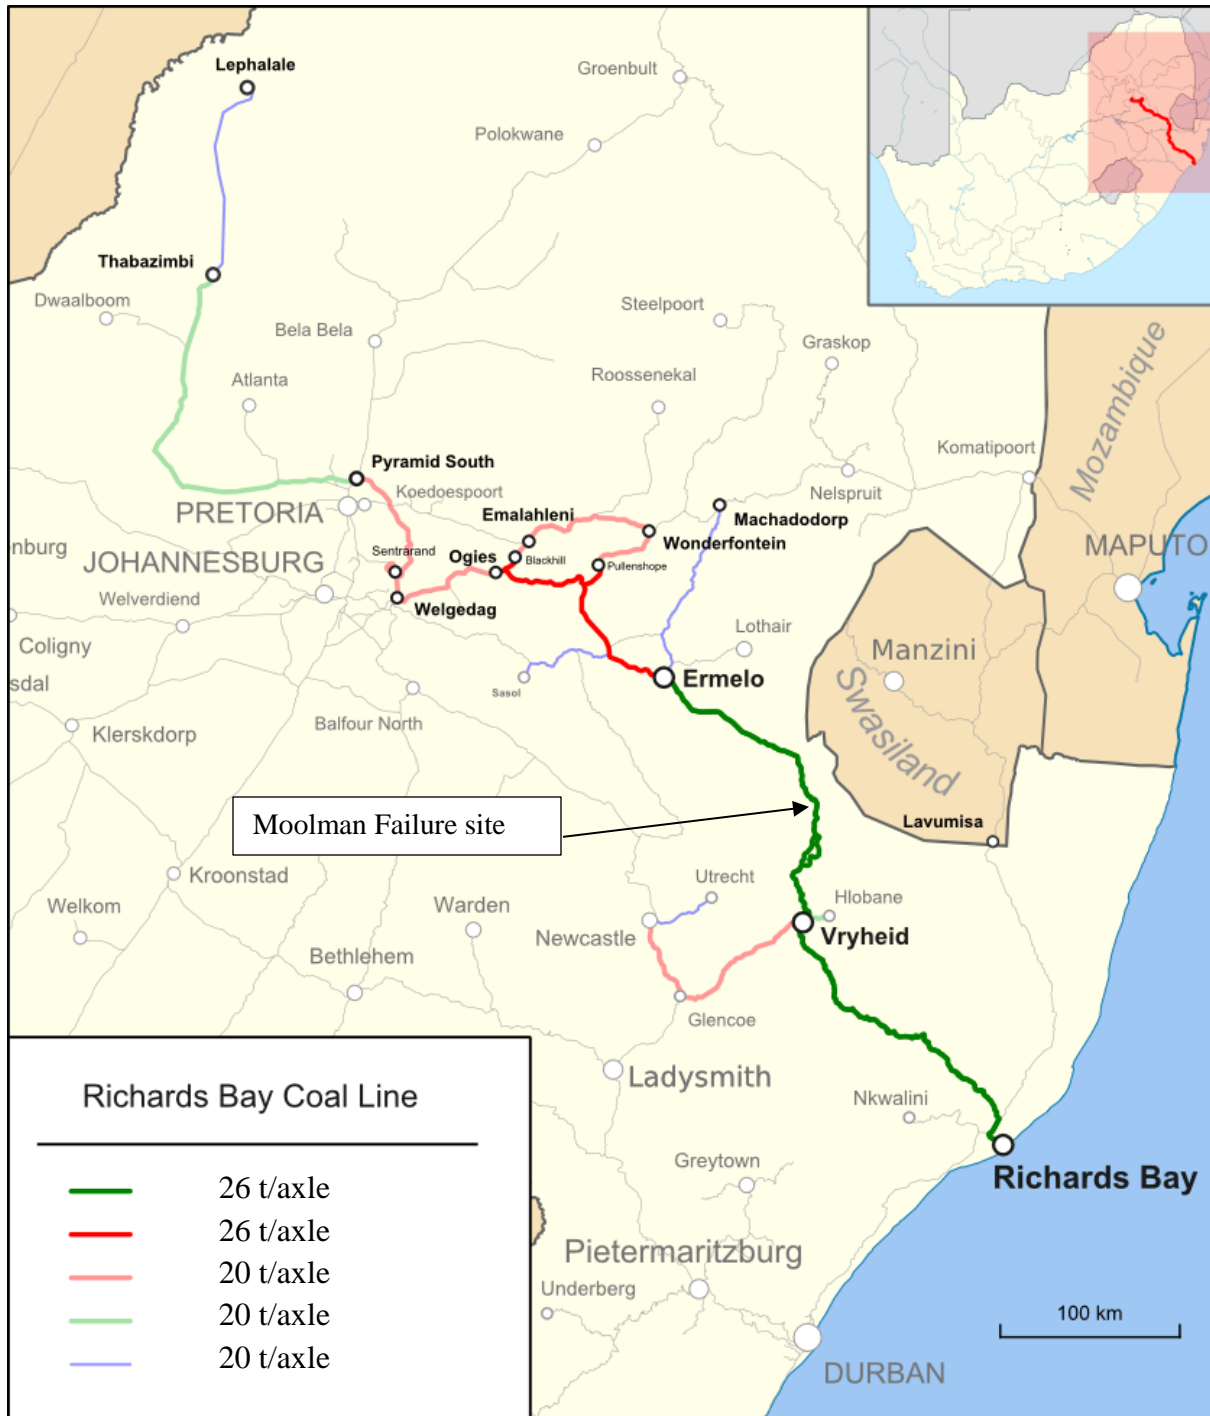 Lephalale
Groenbult
Polokwane
Thabazimbi
Dwaalboom
Steelpoort
Bela Bela
Graskop
Atlanta
Roossenekal
Mozambique
Komatipoort
Pyramid South
Koedoespoort
Nelspruit
PRETORIA
Emalahleni
Machadodorp
enburg
JOHANNESBURG
Sentrarand
Ogies
Blackhill
Wonderfontein
Pullenshope
MAPUTO
Welverdiend
Welgedag
Coligny
Lothair
Manzini
sdal
Sasol
Ermelo
Swasiland
Klerskdorp
Balfour North
Moolman Failure site
Lavumisa
Kroonstad
Utrecht
Hlobane
Welkom
Warden
Newcastle
Vryheid
Bethlehem
Glencoe
Ladysmith
Nkwalini
Greytown
Richards Bay
Pietermaritzburg
Underberg
100 km
DURBAN
Richards Bay Coal Line
26 t/axle
26 t/axle
20 t/axle
20 t/axle
20 t/axle